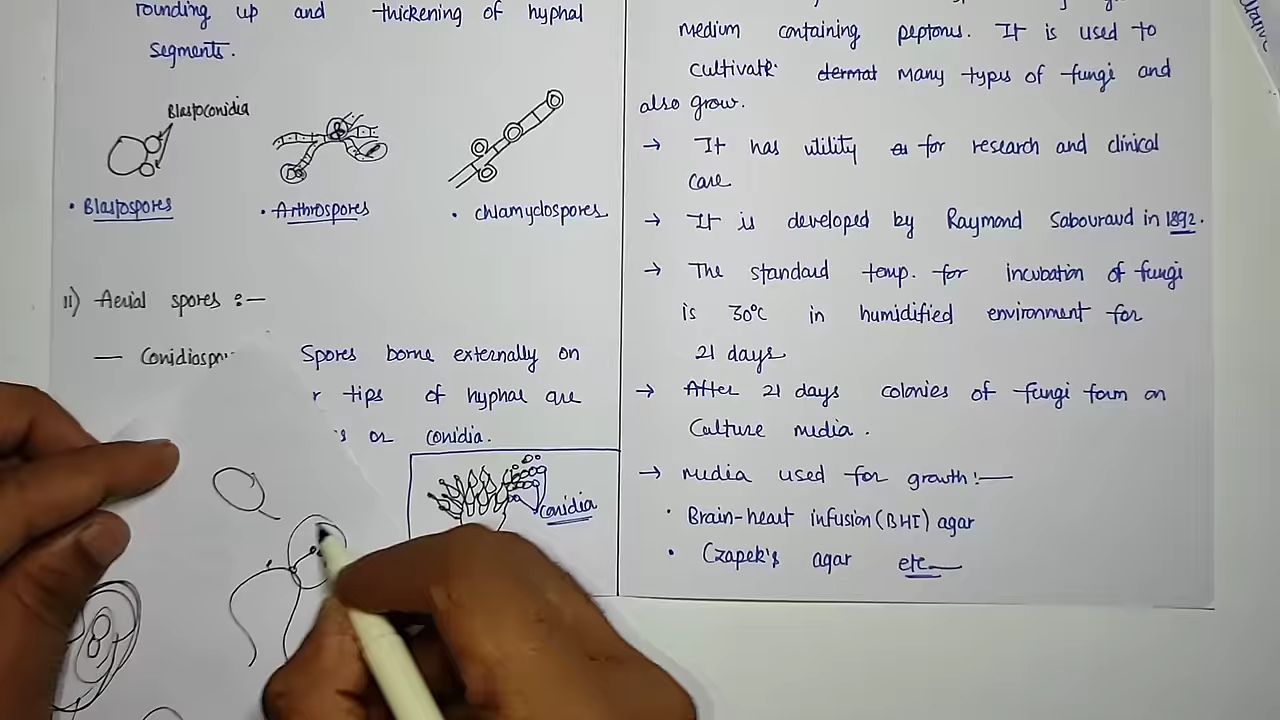 rounding up and thickening of hyphal
segments.
Blastoconidia
• Blastospores
• Arthrospores
• chlamydospores
II) Aerial spores :—
— Conidiospor
Spores borne externally on
r tips of hyphae are
s or conidia.
conidia
medium containing peptones. It is used to
cultivate many types of fungi and
also grow.
→ It has utility for research and clinical
care
→ It is developed by Raymond Sabouraud in 1892.
→ The standard temp. for incubation of fungi
is 30°C in humidified environment for
21 days
→ After 21 days colonies of fungi form on
Culture media.
→ media used for growth:—
• Brain-heart infusion (BHI) agar
• Czapek's agar etc—